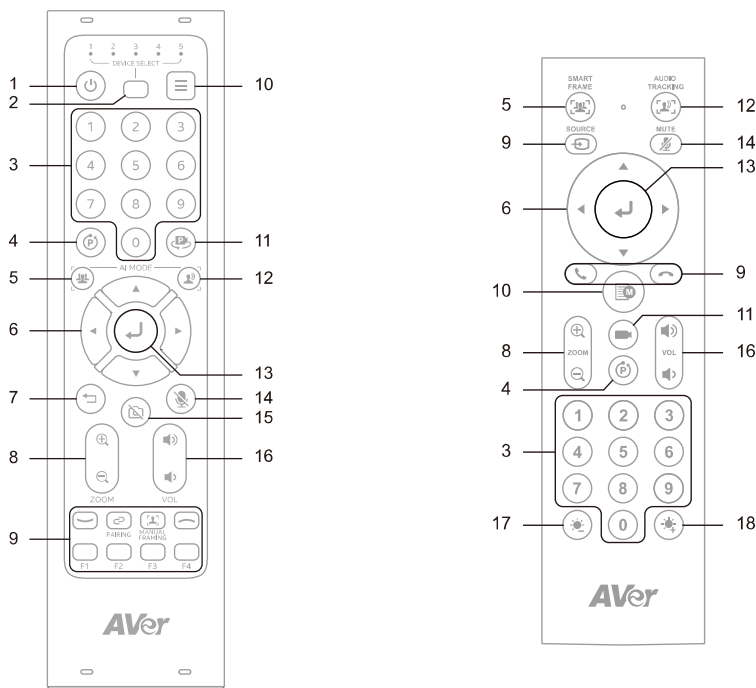 1 2 3 4 5
DEVICE SELECT
1
2
10
1 2 3
3
4 5 6
7 8 9
4
0
P
P
11
AI MODE
5
12
6
13
7
14
15
8
16
ZOOM
VOL
9
PAIRING
MANUAL
FRAMING
F1 F2 F3 F4
AVer
SMART
FRAME
AUDIO
TRACKING
5
12
SOURCE
MUTE
9
14
13
6
9
M
10
11
8
ZOOM
VOL
16
P
4
1 2 3
3
4 5 6
7 8 9
17
0
18
AVer